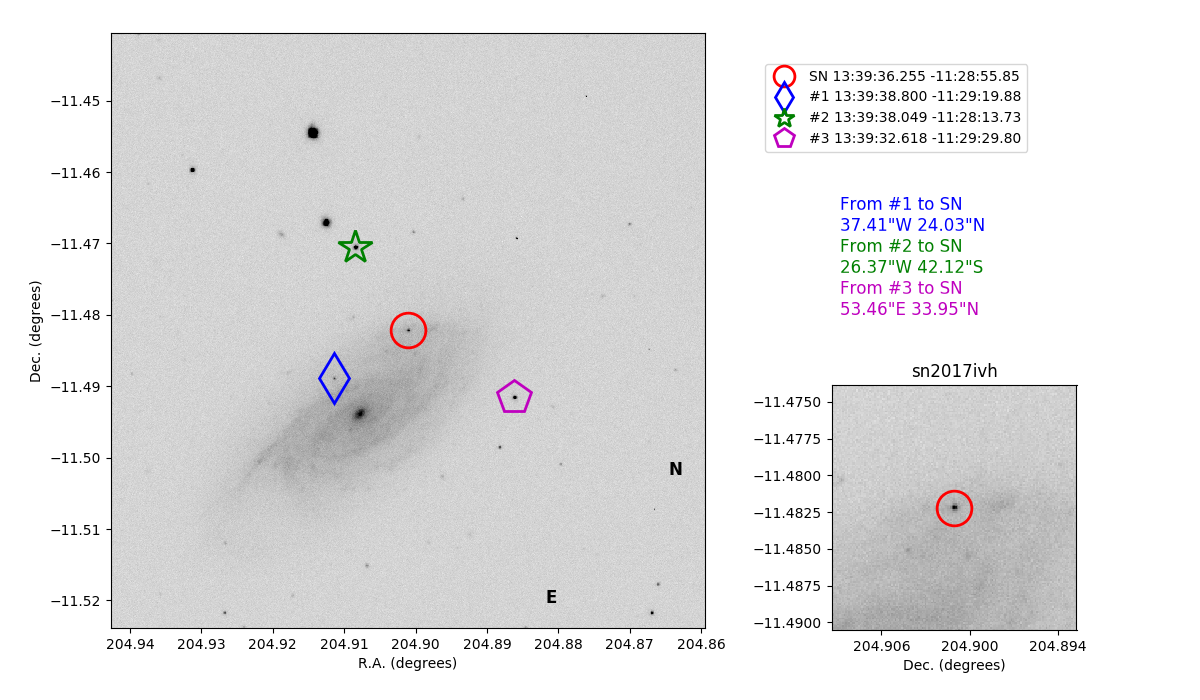 −11.45
−11.46
−11.47
−11.48
−11.49
−11.50
−11.51
−11.52
Dec. (degrees)
N
E
204.94 204.93 204.92 204.91 204.90 204.89 204.88 204.87 204.86
R.A. (degrees)
SN 13:39:36.255 -11:28:55.85
#1 13:39:38.800 -11:29:19.88
#2 13:39:38.049 -11:28:13.73
#3 13:39:32.618 -11:29:29.80
From #1 to SN
37.41"W 24.03"N
From #2 to SN
26.37"W 42.12"S
From #3 to SN
53.46"E 33.95"N
sn2017ivh
−11.4750
−11.4775
−11.4800
−11.4825
−11.4850
−11.4875
−11.4900
204.906 204.900 204.894
Dec. (degrees)